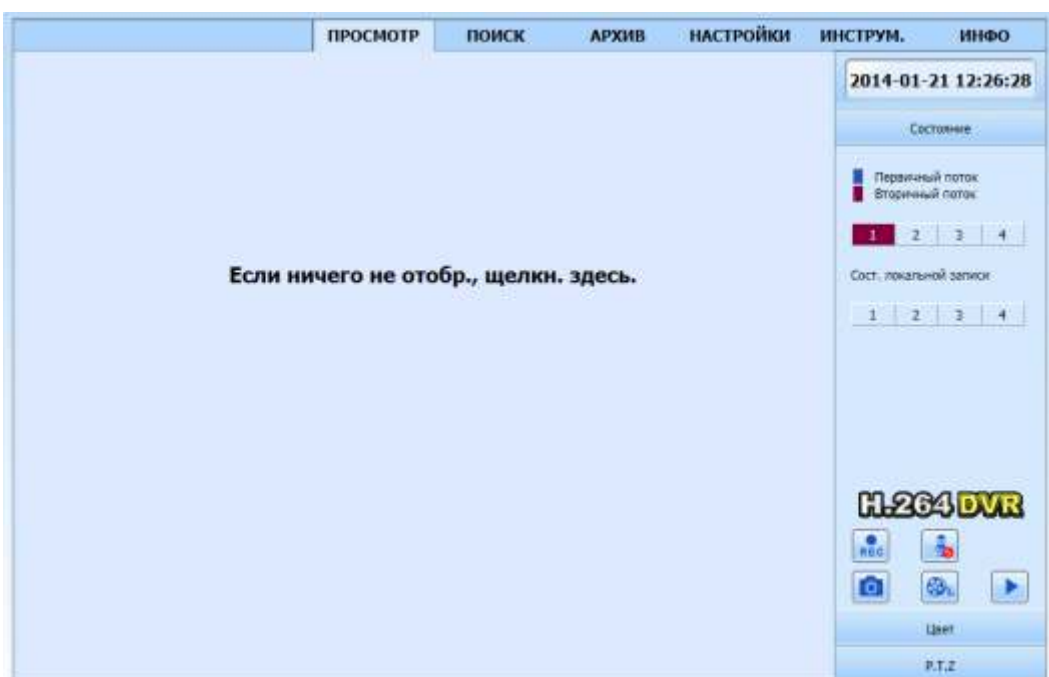 ПРОСМОТР ПОИСК АРХИВ НАСТРОЙКИ ИНСТРУМ. ИНФО
2014-01-21 12:26:28
Состояние
Первичный поток
Вторичный поток
1 2 3 4
Если ничего не отобр., щелкн. здесь.
Сост. локальной записи
1 2 3 4
H.264 DVR
REC
Цвет
P.T.Z